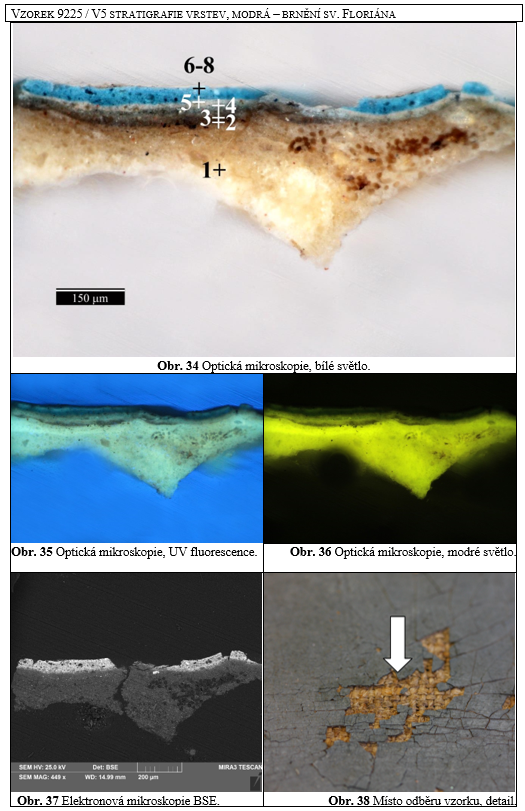 VZOREK 9225 / V5 STRATIGRAFIE VRSTEV, MODRÁ – BRNĚNÍ SV. FLORIÁNA
6-8
+
5+ +4
3+ +2
1+
150 µm
Obr. 34 Optická mikroskopie, bílé světlo.
Obr. 35 Optická mikroskopie, UV fluorescence.
Obr. 36 Optická mikroskopie, modré světlo.
SEM HV: 25.0 kV Det: BSE MIRA3 TESCAN
SEM MAG: 449 x WD: 14.99 mm 200 µm
Obr. 37 Elektronová mikroskopie BSE.
Obr. 38 Místo odběru vzorku, detail